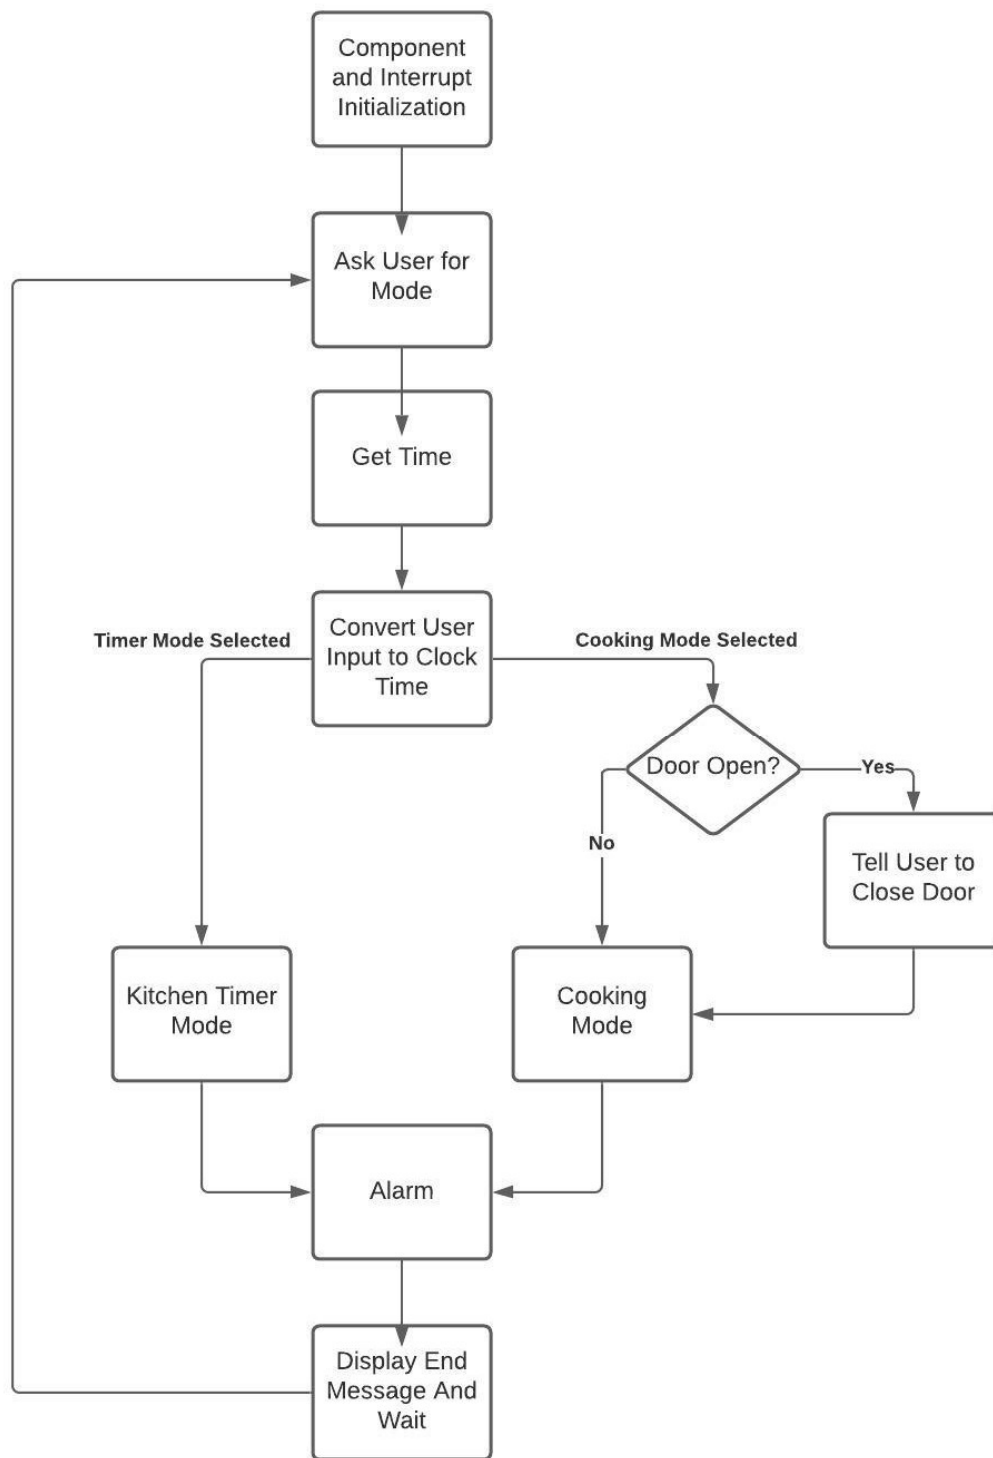 Component
and Interrupt
Initialization
Ask User for
Mode
Get Time
Convert User
Input to Clock
Time
Timer Mode Selected
Cooking Mode Selected
Door Open?
Yes
No
Tell User to
Close Door
Kitchen Timer
Mode
Cooking
Mode
Alarm
Display End
Message And
Wait